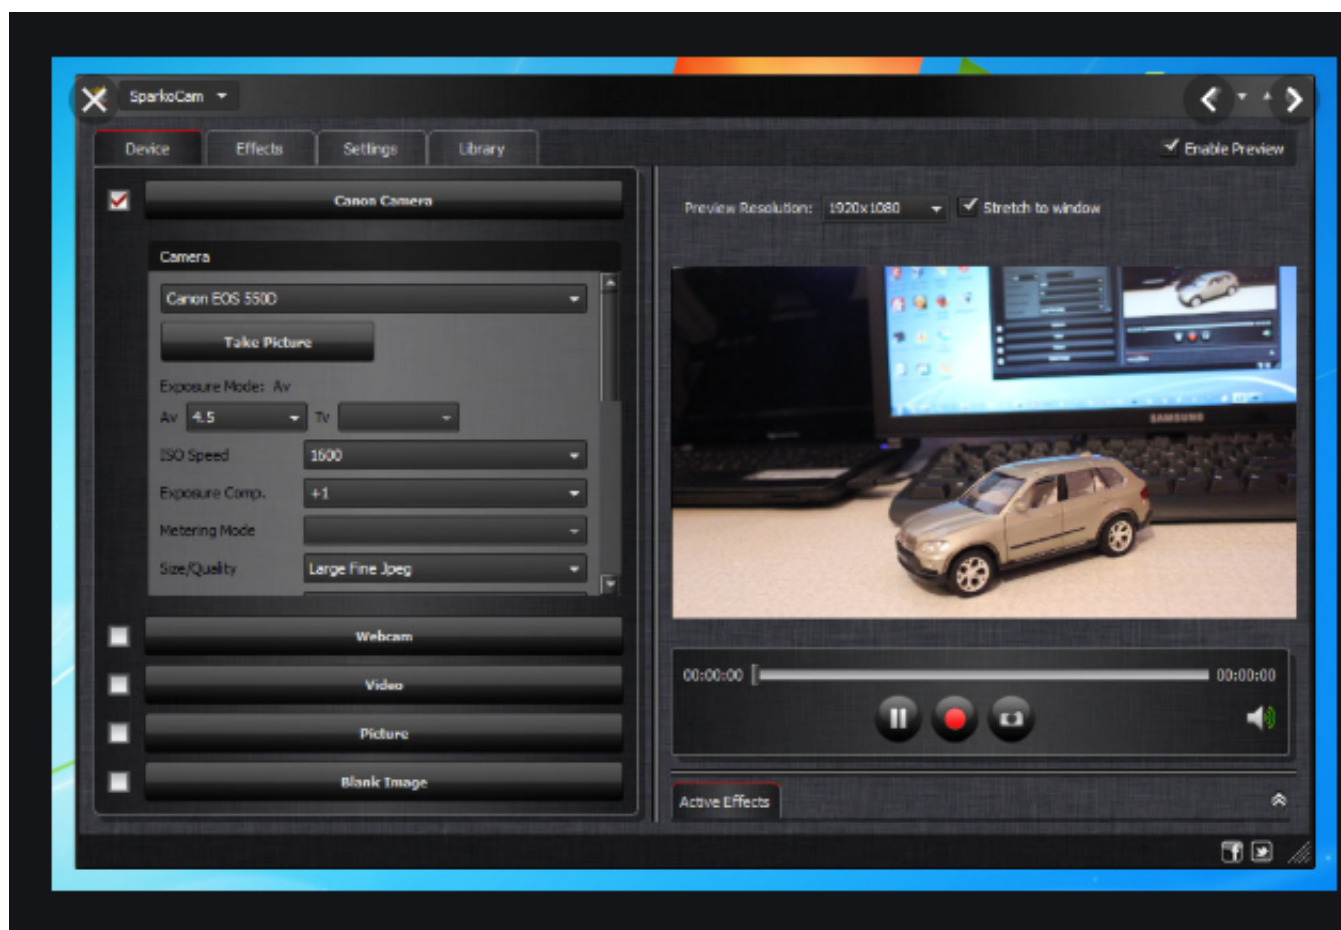 SparkoCam
Device Effects Settings Library
Enable Preview
Canon Camera
Preview Resolution: 1920x1080 Stretch to window
Camera
Canon EOS 550D
Take Picture
Exposure Mode: Av
Av 4.5 Tv
ISO Speed 1600
Exposure Comp. +1
Metering Mode
Size/Quality Large Fine Jpeg
SAMSUNG
Webcam
Video
Picture
Blank Image
00:00:00 00:00:00
Active Effects